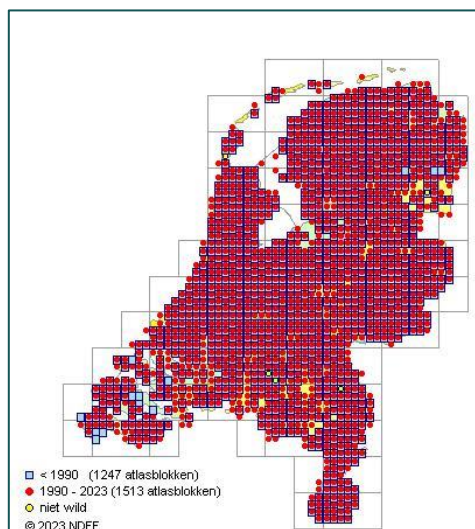 < 1990 (1247 atlasblokken)
1990 - 2023 (1513 atlasblokken)
niet wild
© 2023 NDFF